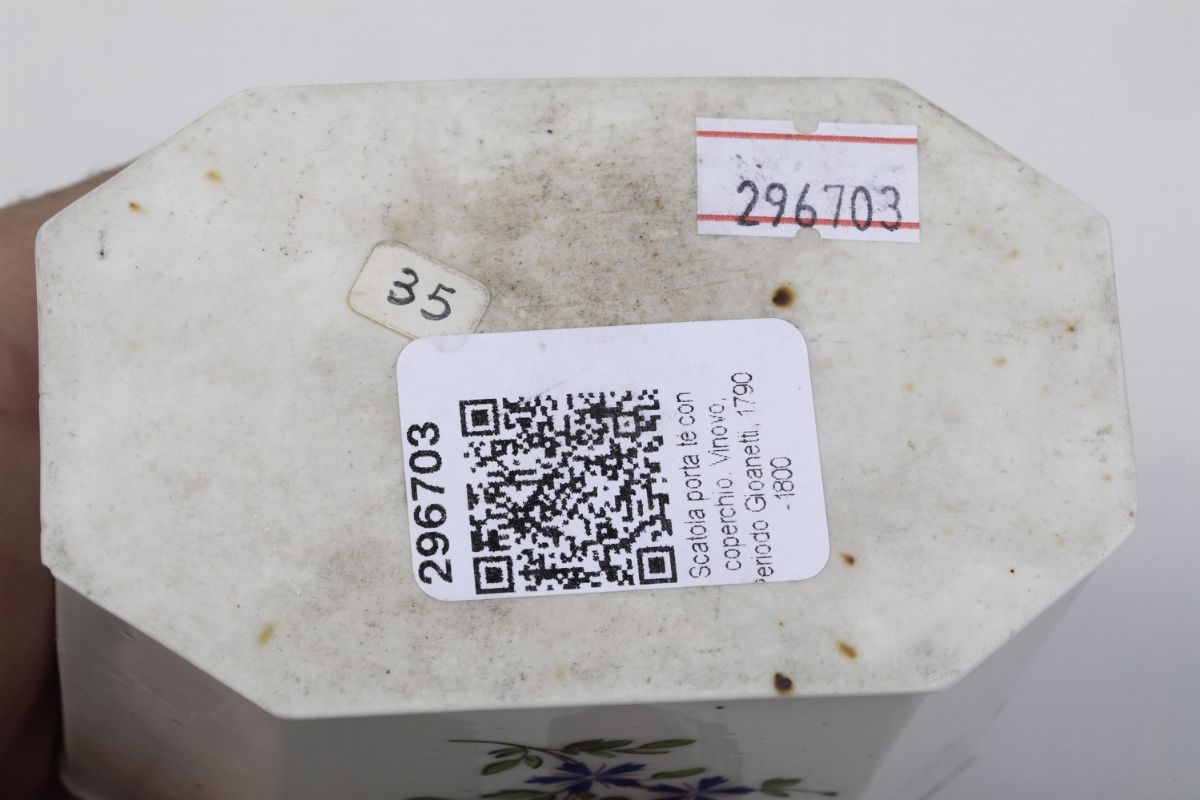 296703
35
296703
Scatola porta tè con
coperchio. Vinovo,
Periodo Gioanetti, 1790
-1800